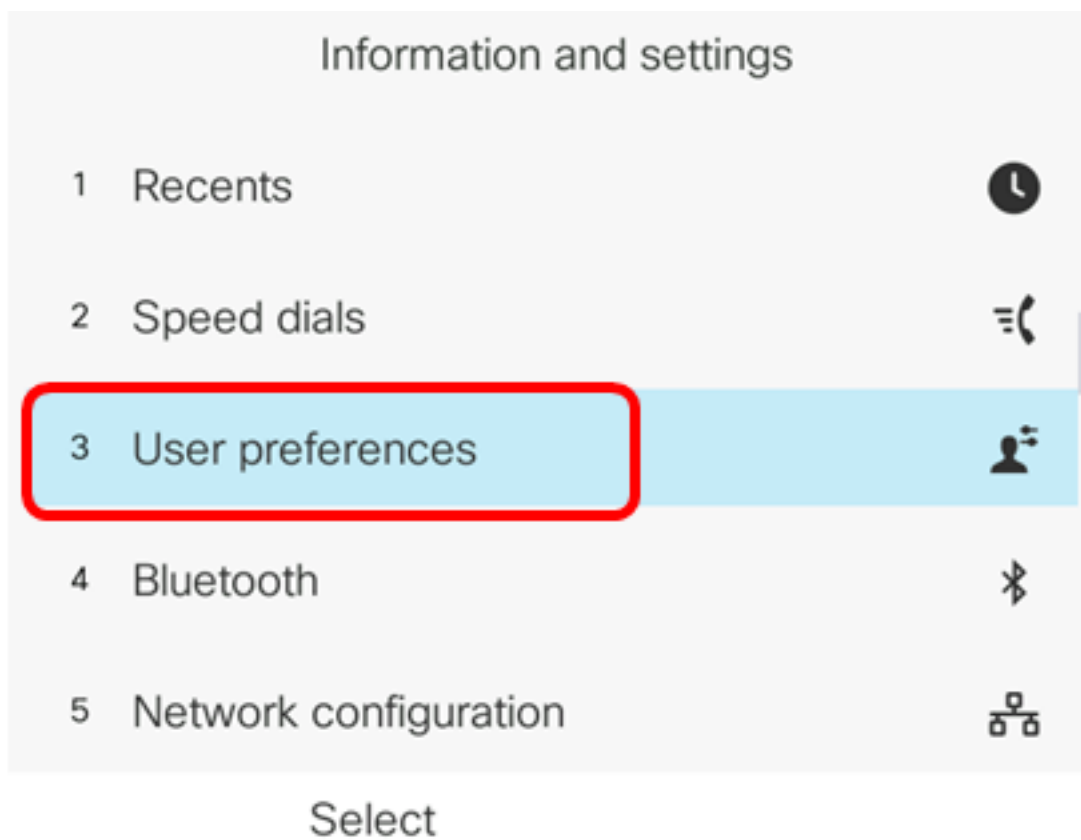 Information and settings
1 Recents
2 Speed dials
3 User preferences
4 Bluetooth
5 Network configuration
Select